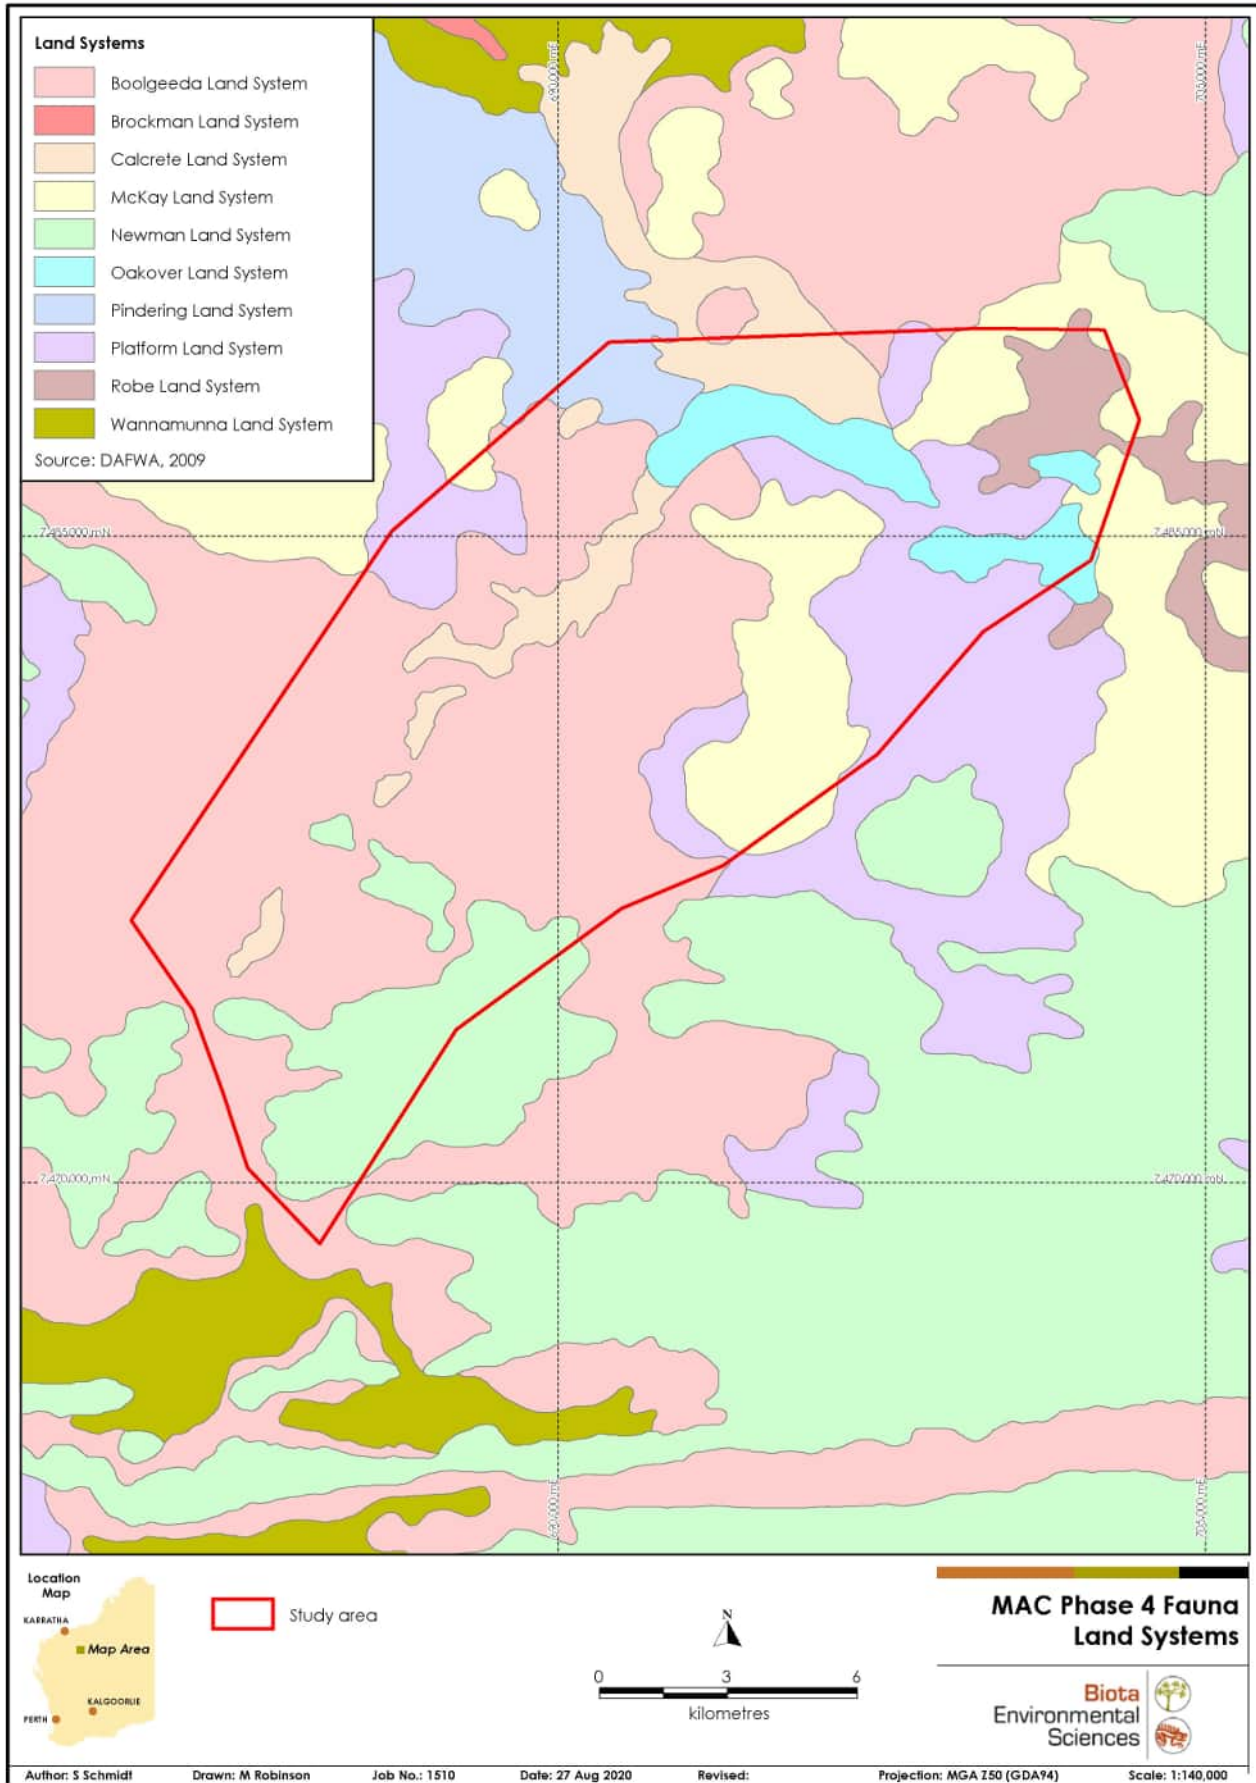 Land Systems
Boolgeeda Land System
Brockman Land System
Calcrete Land System
McKay Land System
Newman Land System
Oakover Land System
Pindering Land System
Platform Land System
Robe Land System
Wannamunna Land System
Source: DAFWA, 2009
690,000 mE
705,000 mE
7,485,000 mN
7,485,000 mN
7,470,000 mN
7,470,000 mN
690,000 mE
705,000 mE
Location
Map
KARRATHA
Map Area
KALGOORLIE
PERTH
Study area
N
0 3 6
kilometres
MAC Phase 4 Fauna
Land Systems
Biota
Environmental
Sciences
Author: S Schmidt Drawn: M Robinson Job No.: 1510 Date: 27 Aug 2020 Revised: Projection: MGA Z50 (GDA94) Scale: 1:140,000